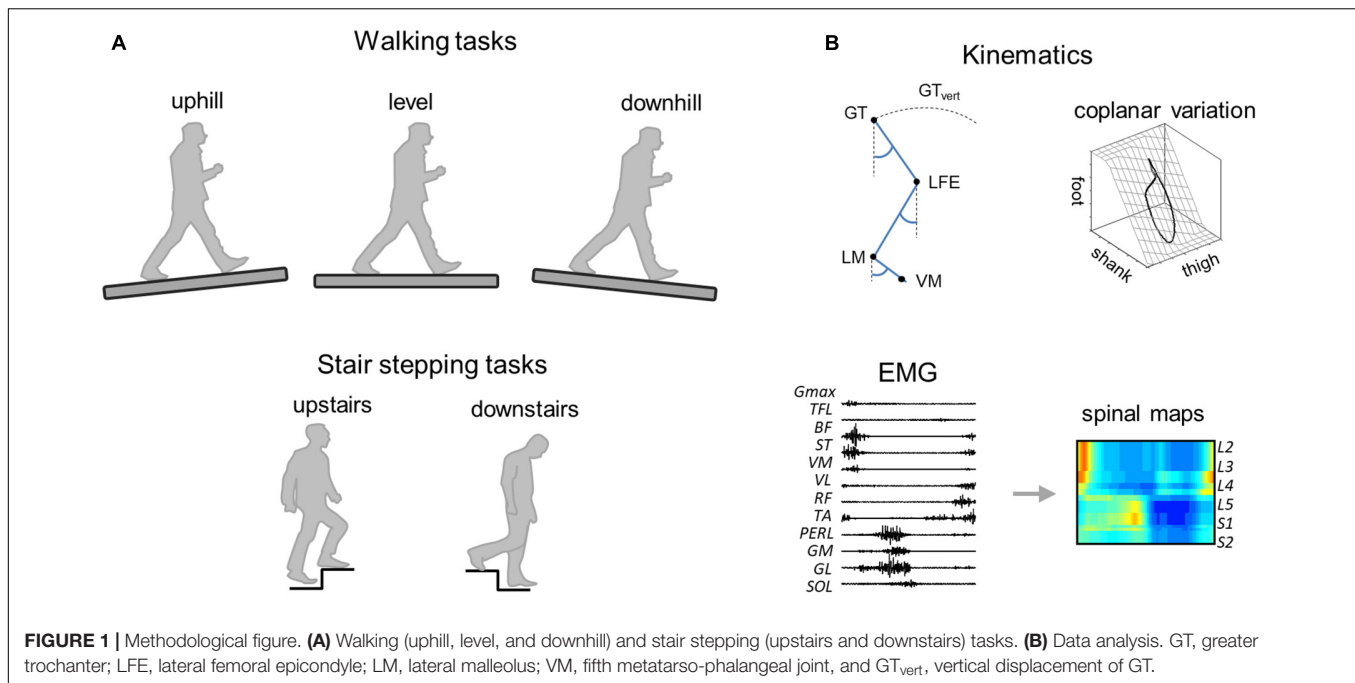 A
Walking tasks
uphill
level
downhill
Stair stepping tasks
upstairs
downstairs
B
Kinematics
GTvert
GT
LFE
LM
VM
coplanar variation
foot
shank
thigh
EMG
Gmax
TFL
BF
ST
VM
VL
RF
TA
PERL
GM
GL
SOL
spinal maps
L2
L3
L4
L5
S1
S2
FIGURE 1 | Methodological figure. (A) Walking (uphill, level, and downhill) and stair stepping (upstairs and downstairs) tasks. (B) Data analysis. GT, greater
trochanter; LFE, lateral femoral epicondyle; LM, lateral malleolus; VM, fifth metatarso-phalangeal joint, and GTvert, vertical displacement of GT.